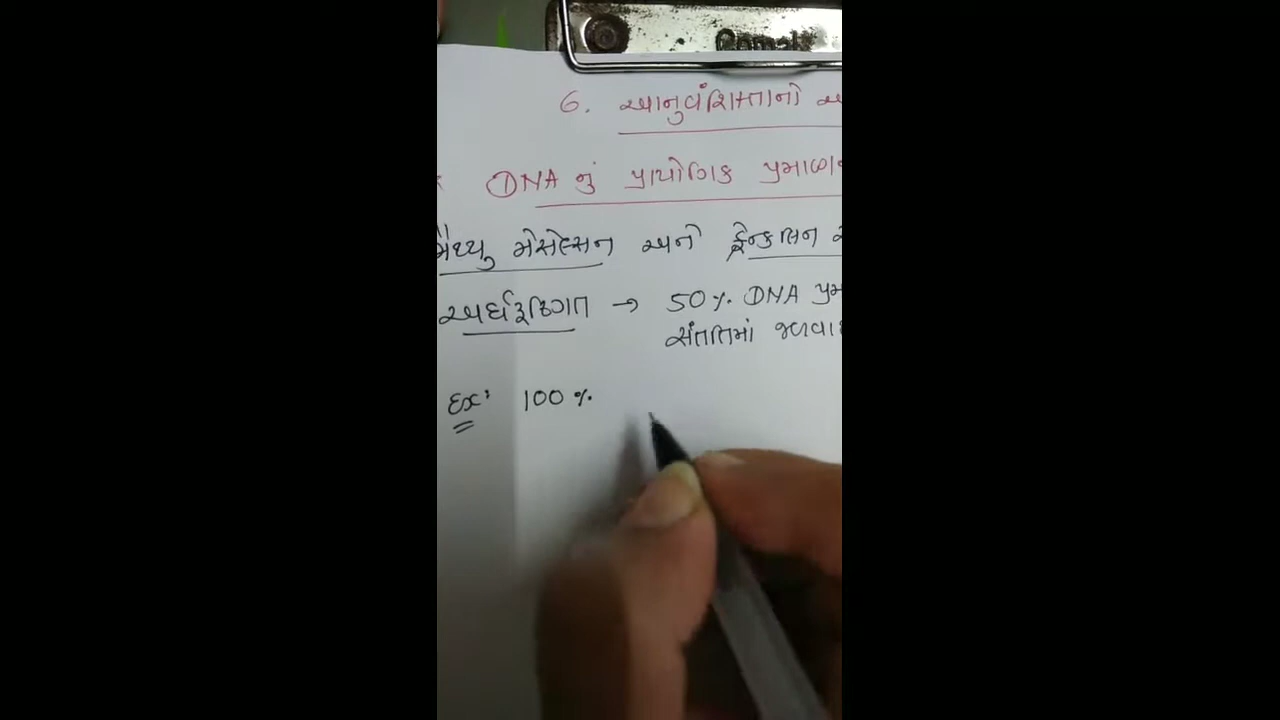 6. આનુવંશિકતાનો
DNA નું પ્રાયોગિક પ્રમાણ
મૅથ્યુ મેસેલ્સન અને ફ્રેન્કલિન
અર્ધરૂઢિગત → 50% DNA
સંતતિમાં જળવા
Ex: 100 %